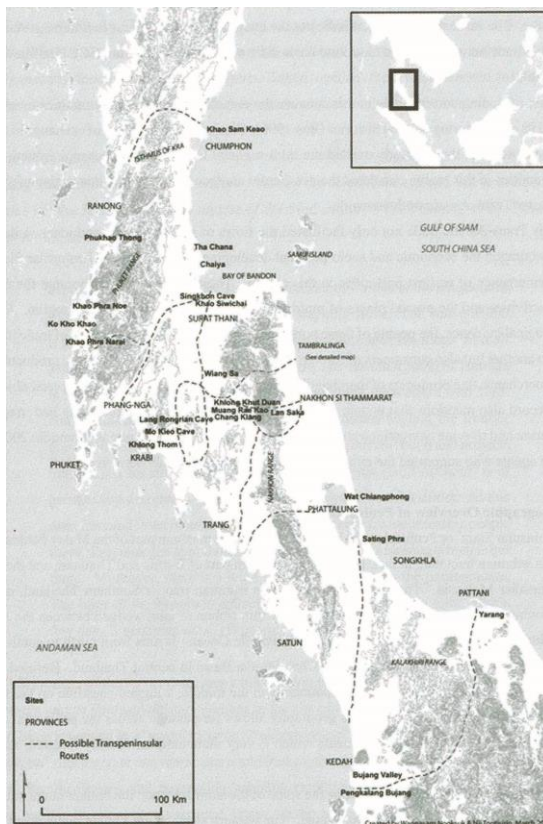 Khao Sam Kaeo
CHUMPHON
ISTHMUS OF KRA
RANONG
GULF OF SIAM
SOUTH CHINA SEA
Phukhao Thong
PHUKET RANGE
Tha Chana
SAMUI ISLAND
Chaiya
BAY OF BANDON
Singkhon Cave
Khao Phra Noe
Khao Siwichai
Ko Kho Khao
SURAT THANI
Khao Phra Narai
TAMBRALINGA
(See detailed map)
Wiang Sa
PHANG-NGA
Khlong Khut Duan
NAKHON SI THAMMARAT
Muang Rae Kao
Lan Saka
Lang Rongrian Cave
Chang Klang
Mo Kieo Cave
Khlong Thom
PHUKET
KRABI
NAKHON RANGE
Wat Chiangphong
TRANG
PHATTALUNG
Sating Phra
SONGKHLA
PATTANI
Yarang
ANDAMAN SEA
SATUN
KALAKHIRI RANGE
Sites
PROVINCES
Possible Transpeninsular
Routes
KEDAH
Bujang Valley
Pengkalang Bujang
0
100 Km